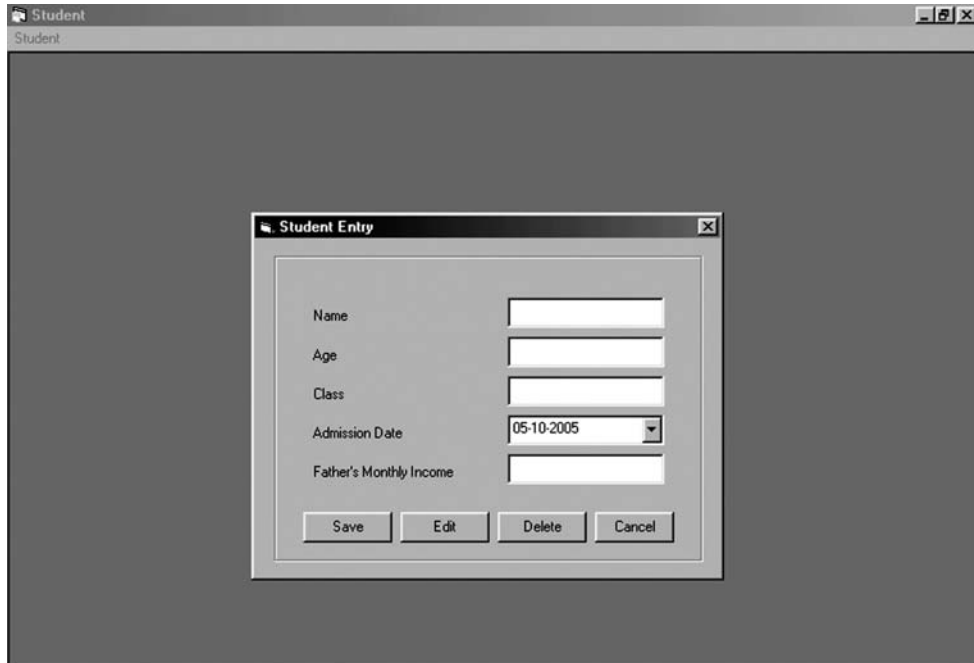 Student
Student
Student Entry
Name
Age
Class
Admission Date 05-10-2005
Father's Monthly Income
Save Edit Delete Cancel